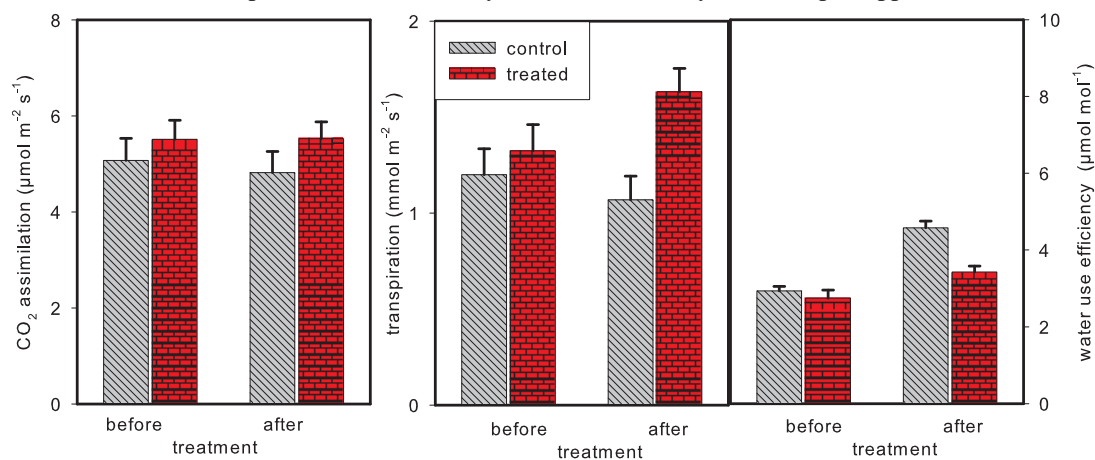 8
6
4
2
0
CO2 assimilation (µmol m−2 s−1)
before
after
treatment
2
1
0
transpiration (mmol m−2 s−1)
control
treated
before
after
treatment
10
8
6
4
2
0
water use efficiency (µmol mol-1)
before
after
treatment